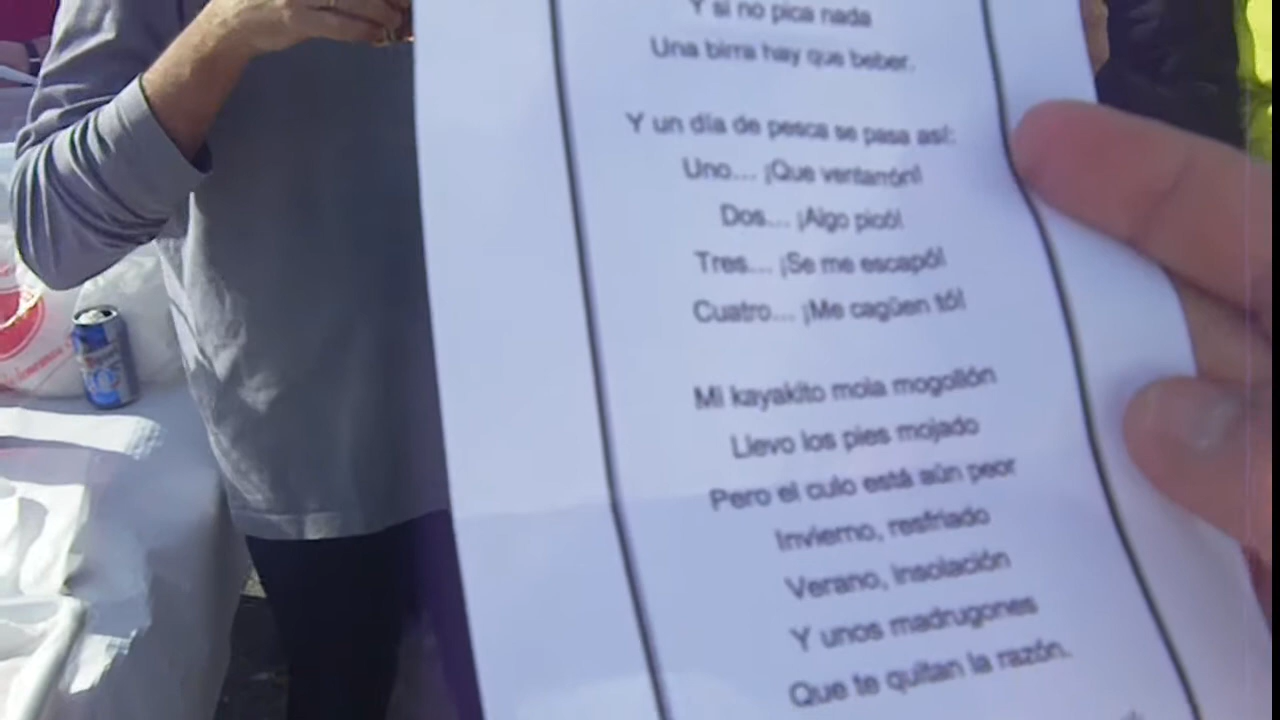 Y si no pica nada
Una birra hay que beber.
Y un día de pesca se pasa así:
Uno... ¡Que ventarrón!
Dos... ¡Algo picó!
Tres... ¡Se me escapó!
Cuatro... ¡Me cagüen tó!
Mi kayakito mola mogollón
Llevo los pies mojado
Pero el culo está aún peor
Invierno, resfriado
Verano, insolación
Y unos madrugones
Que te quitan la razón.